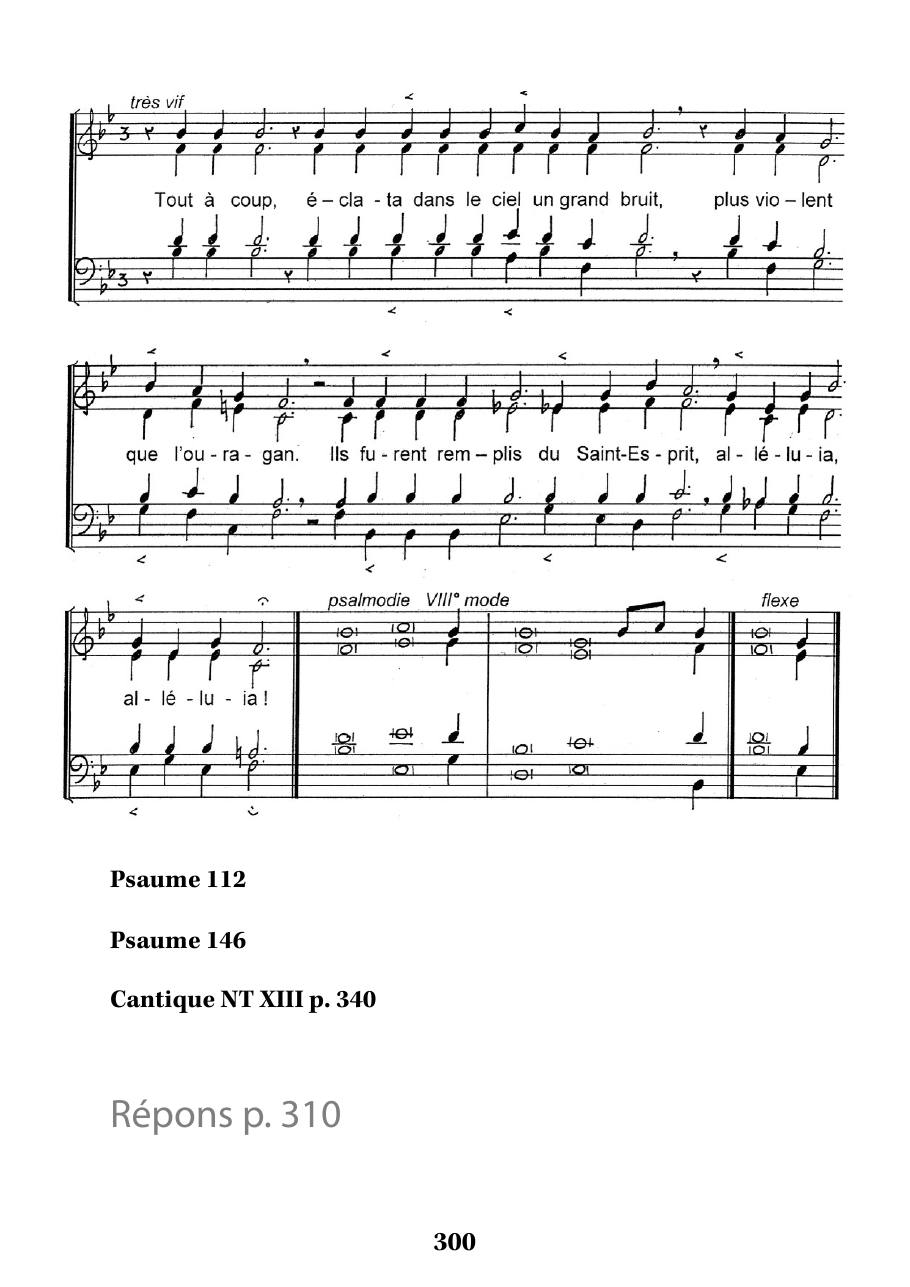 très vif
3
Tout à coup, é – cla - ta dans le ciel un grand bruit, plus vio – lent
3
que l'ou - ra - gan. Ils fu - rent rem – plis du Saint-Es - prit, al - lé - lu - ia,
psalmodie VIII° mode flexe
al - lé - lu - ia !
Psaume 112
Psaume 146
Cantique NT XIII p. 340
Répons p. 310
300